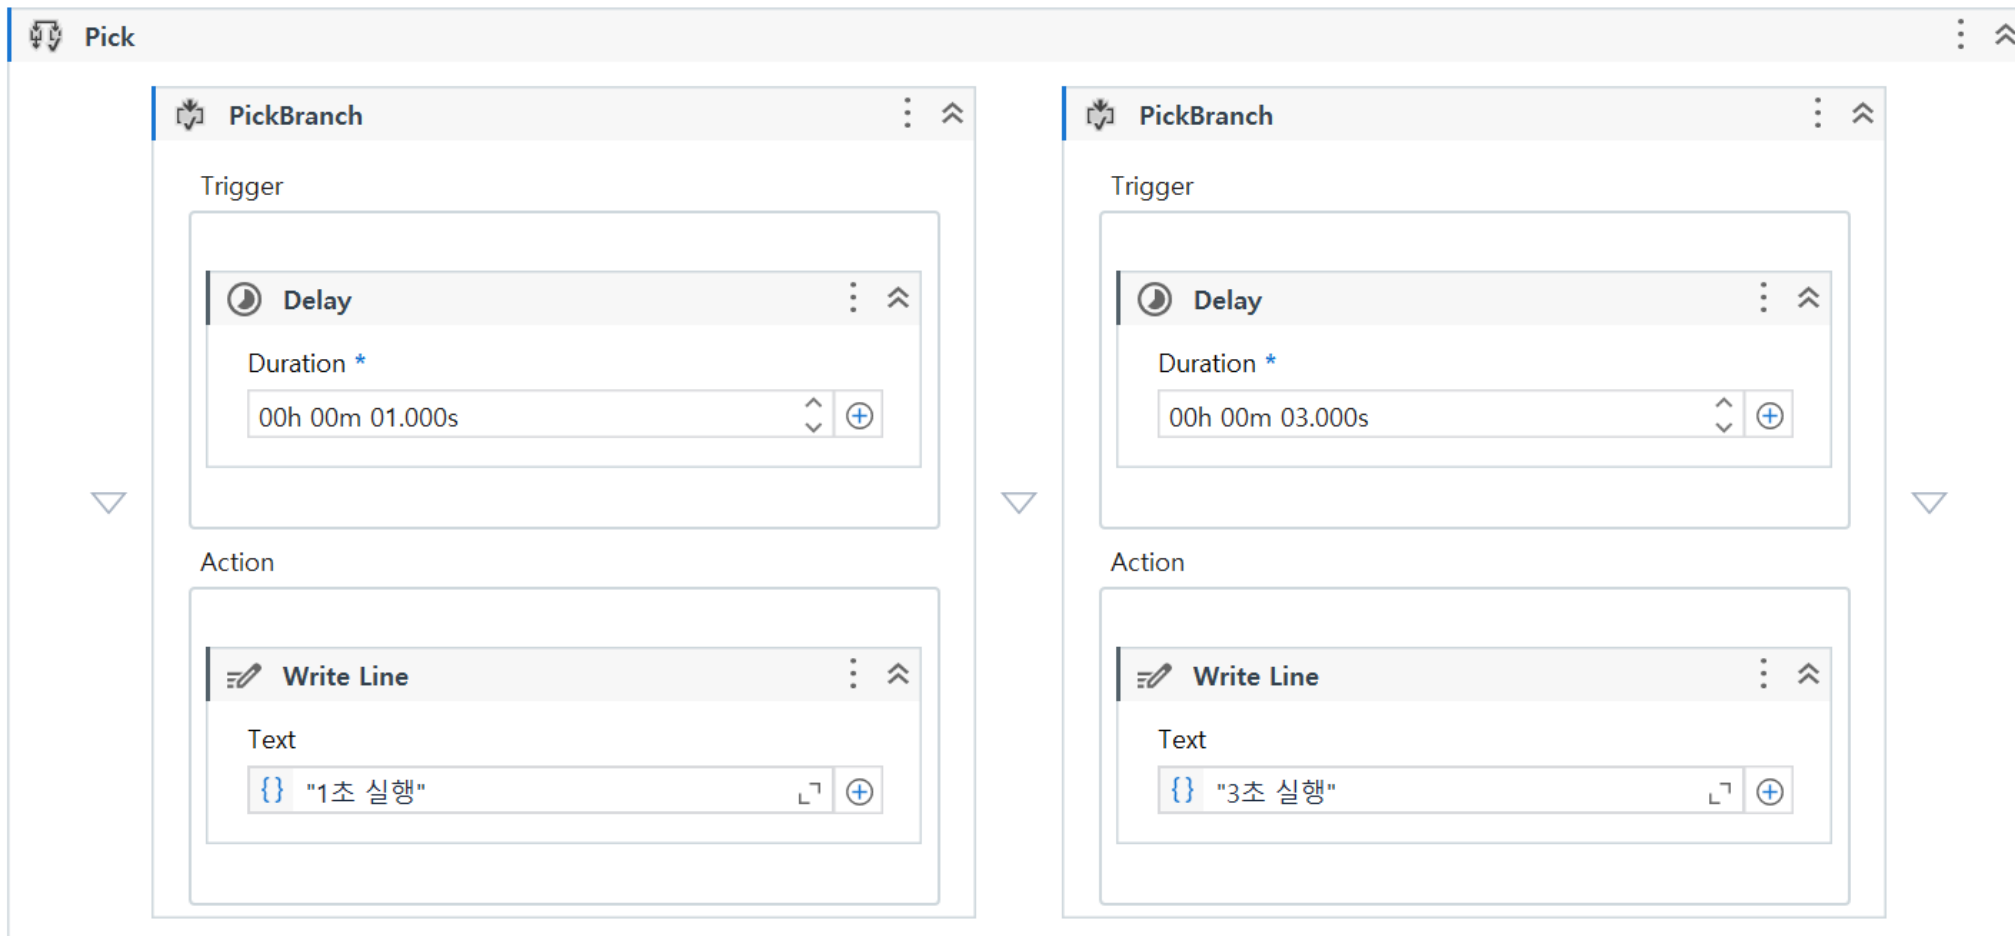 Pick
PickBranch
Trigger
Delay
Duration *
00h 00m 01.000s
Action
Write Line
Text
{} "1초 실행"
PickBranch
Trigger
Delay
Duration *
00h 00m 03.000s
Action
Write Line
Text
{} "3초 실행"